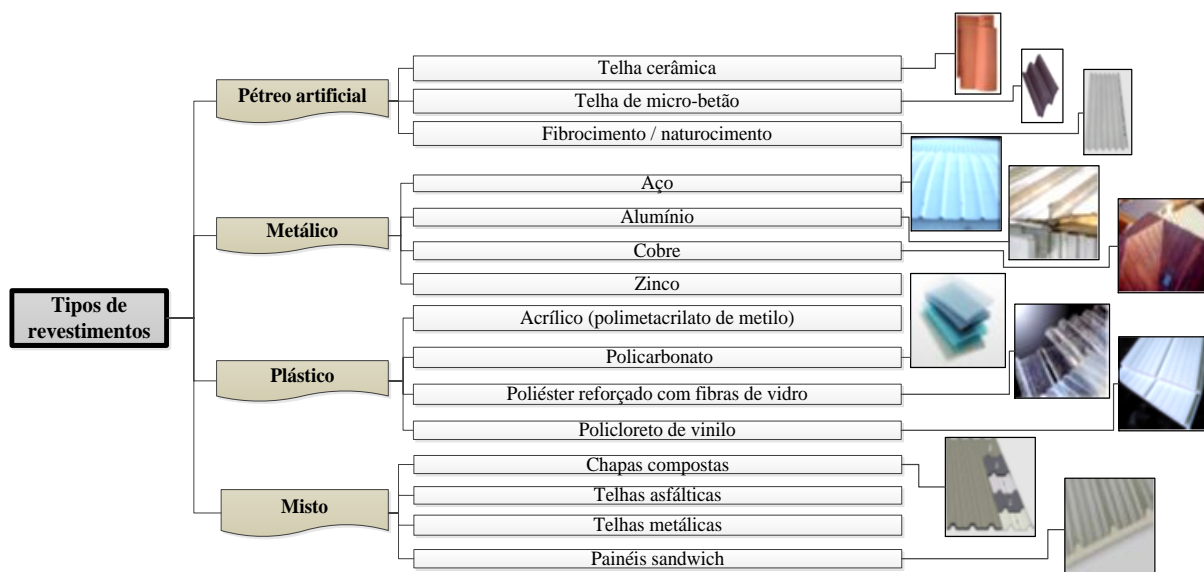 Tipos de
revestimentos
Pétreo artificial
Telha cerâmica
Telha de micro-betão
Fibrocimento / naturocimento
Metálico
Aço
Alumínio
Cobre
Zinco
Plástico
Acrílico (polimetacrilato de metilo)
Policarbonato
Poliéster reforçado com fibras de vidro
Policloreto de vinilo
Misto
Chapas compostas
Telhas asfálticas
Telhas metálicas
Painéis sandwich